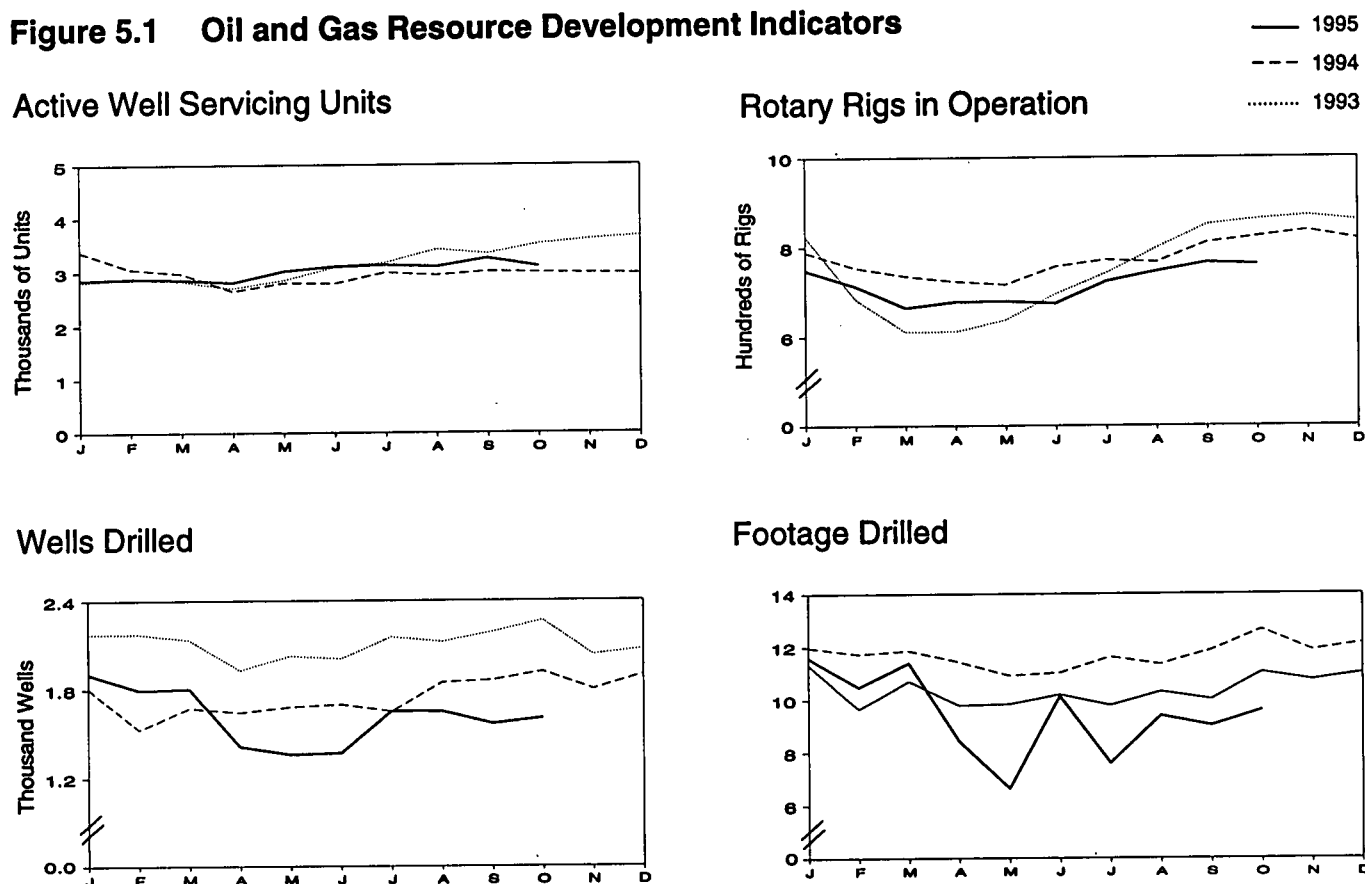 Figure 5.1 Oil and Gas Resource Development Indicators
1995
1994
1993
Active Well Servicing Units
Thousands of Units
5
4
3
2
1
0
J F M A M J J A S O N D
Rotary Rigs in Operation
Hundreds of Rigs
10
8
6
0
J F M A M J J A S O N D
Wells Drilled
Thousand Wells
2.4
1.8
1.2
0.0
J F M A M J J A S O N D
Footage Drilled
14
12
10
8
6
0
J F M A M J J A S O N D